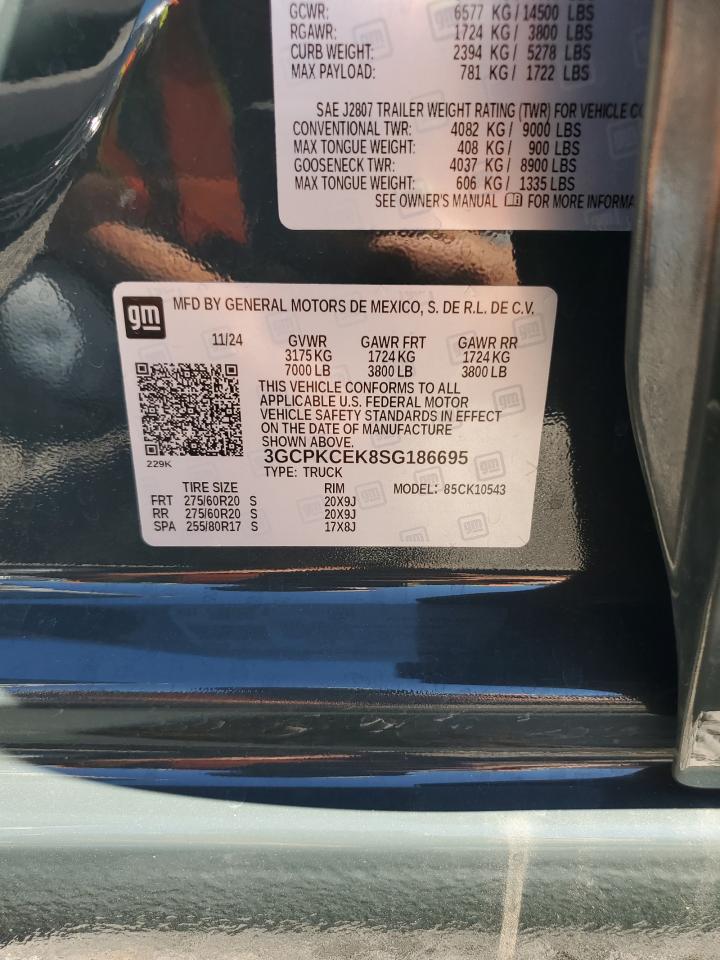 GCWR: 6577 KG/14500 LBS
RGAWR: 1724 KG/ 3800 LBS
CURB WEIGHT: 2394 KG/ 5278 LBS
MAX PAYLOAD: 781 KG/ 1722 LBS
SAE J2807 TRAILER WEIGHT RATING (TWR) FOR VEHICLE
CONVENTIONAL TWR: 4082 KG/ 9000 LBS
MAX TONGUE WEIGHT: 408 KG/ 900 LBS
GOOSENECK TWR: 4037 KG/ 8900 LBS
MAX TONGUE WEIGHT: 606 KG/ 1335 LBS
SEE OWNER'S MANUAL FOR MORE INFORMA
gm MFD BY GENERAL MOTORS DE MEXICO, S. DE R.L. DE C.V.
11/24 GVWR GAWR FRT GAWR RR
3175 KG 1724 KG 1724 KG
7000 LB 3800 LB 3800 LB
THIS VEHICLE CONFORMS TO ALL
APPLICABLE U.S. FEDERAL MOTOR
VEHICLE SAFETY STANDARDS IN EFFECT
ON THE DATE OF MANUFACTURE
SHOWN ABOVE.
3GCPKCEK8SG186695
229K TYPE: TRUCK
TIRE SIZE RIM MODEL: 85CK10543
FRT 275/60R20 S 20X9J
RR 275/60R20 S 20X9J
SPA 255/80R17 S 17X8J